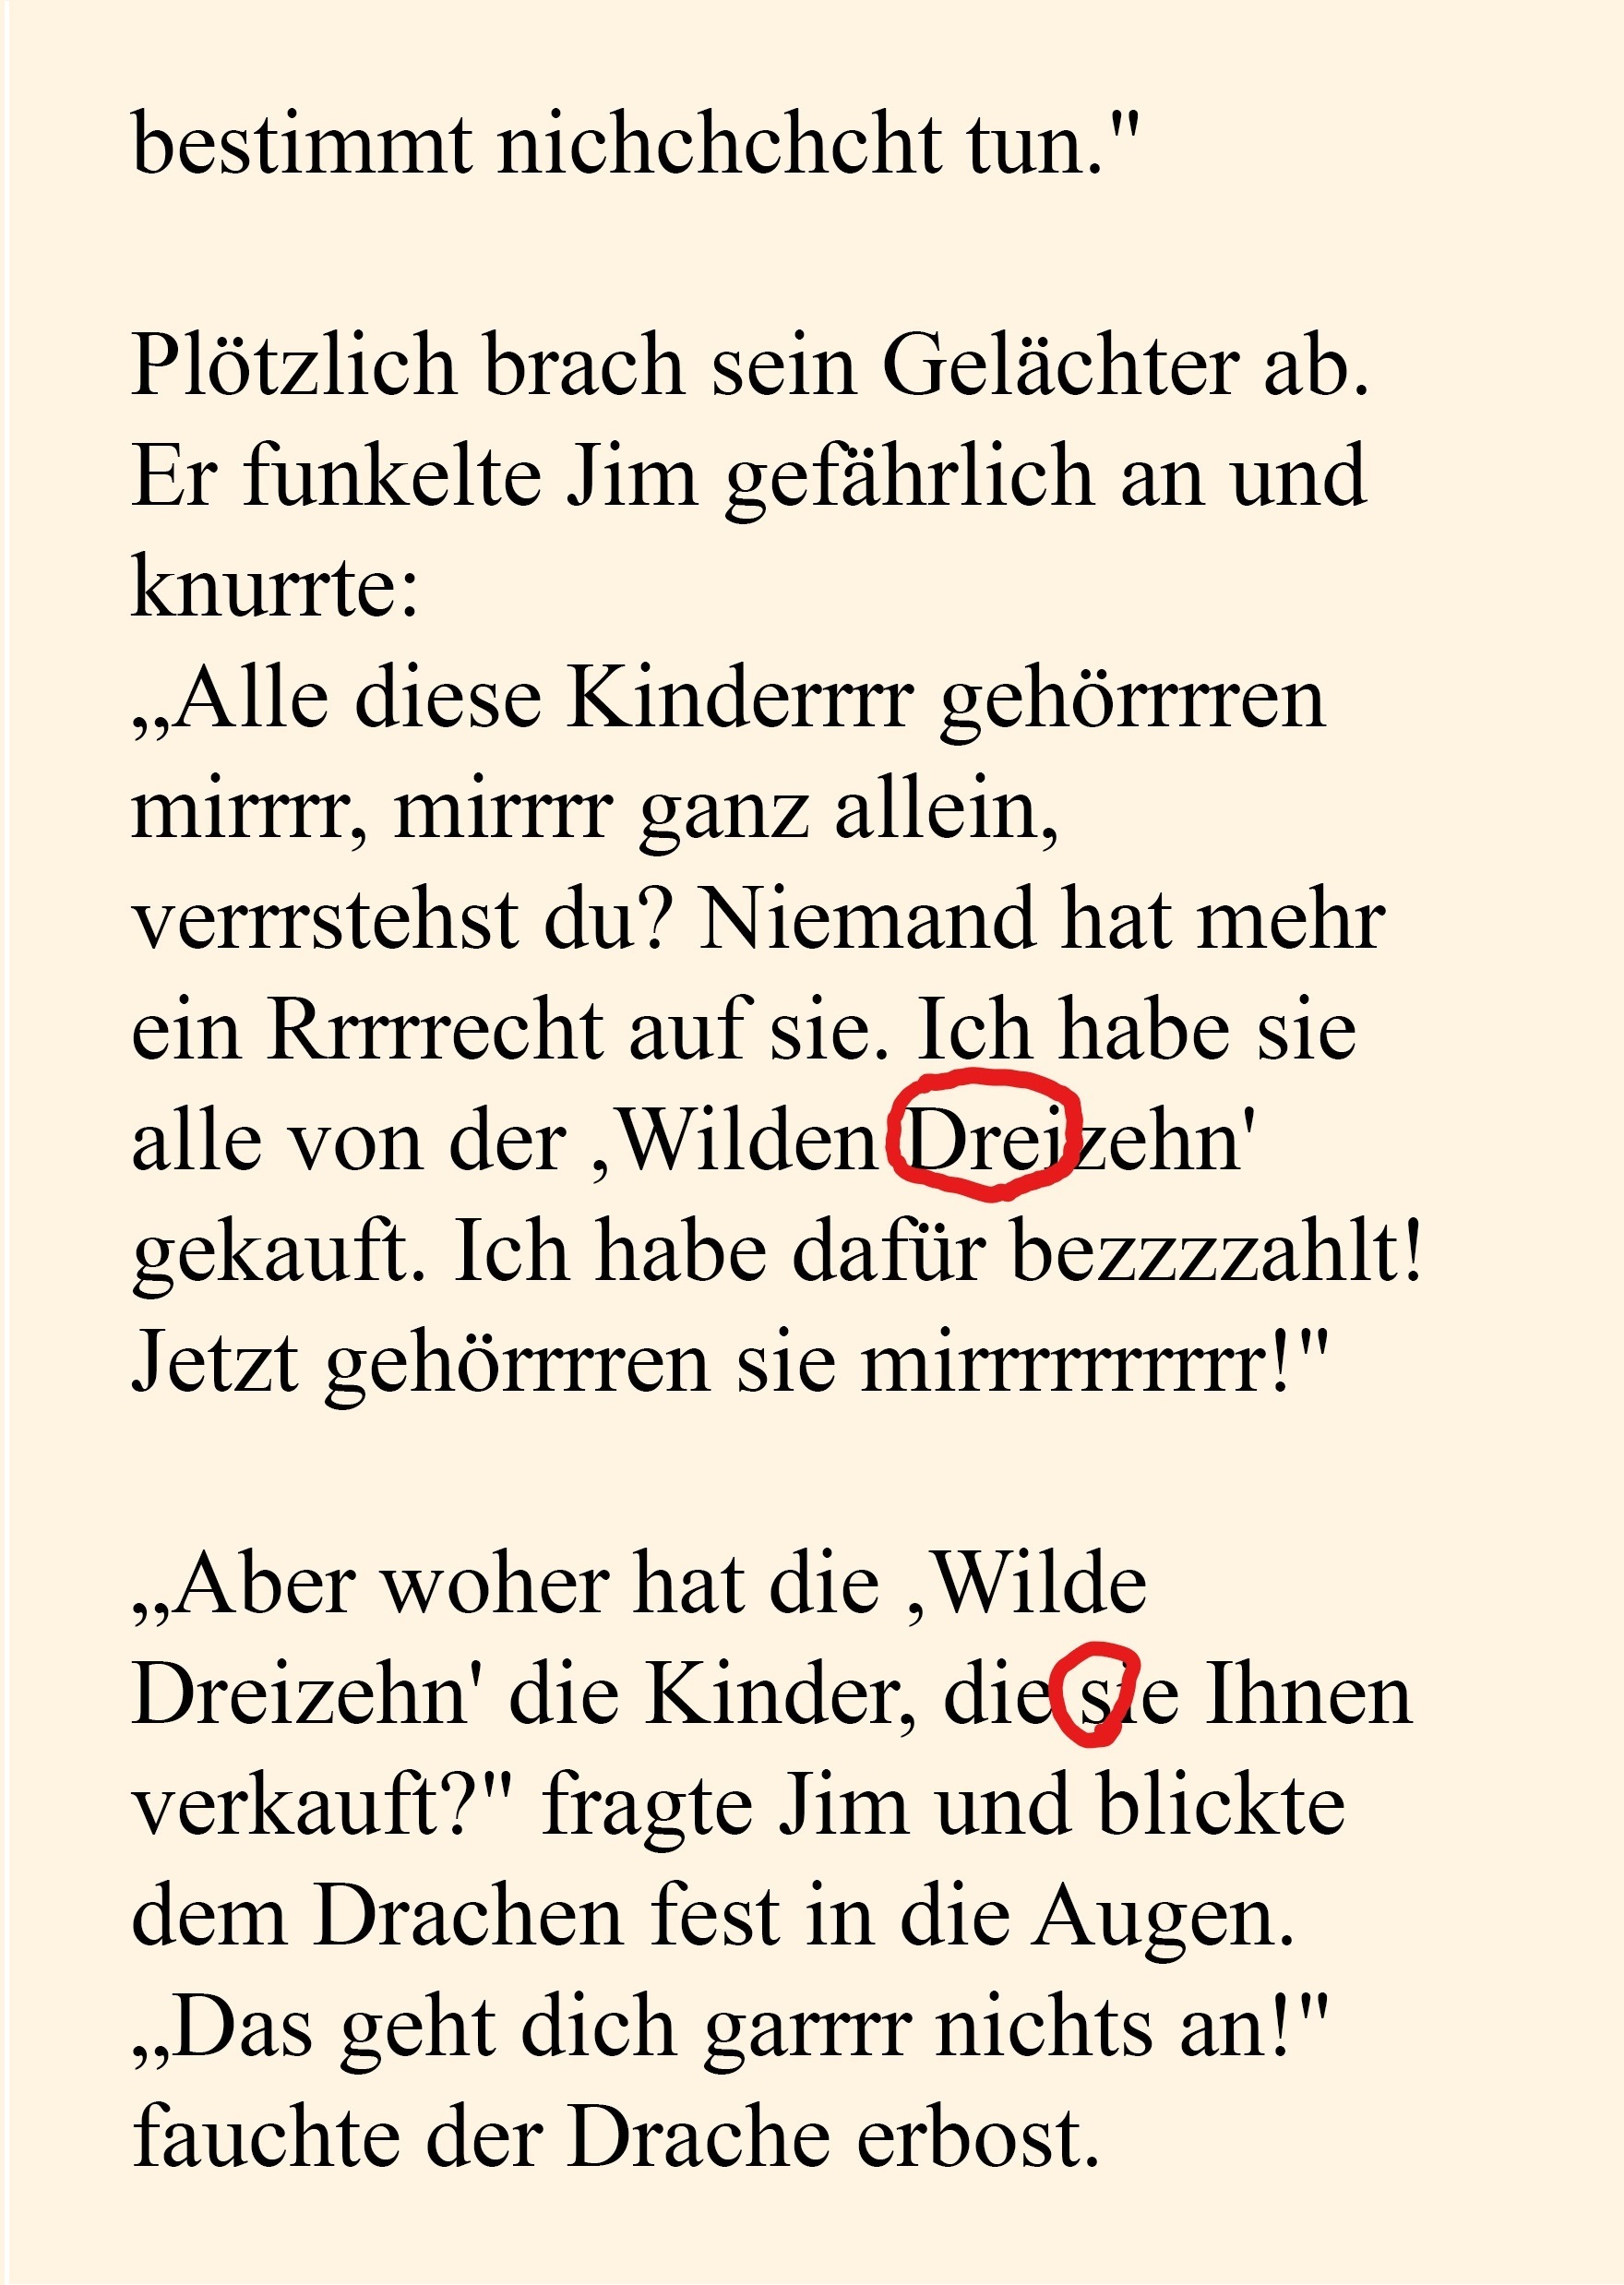 bestimmt nichchchcht tun."
Plötzlich brach sein Gelächter ab.
Er funkelte Jim gefährlich an und
knurrte:
„Alle diese Kinderrrr gehörrrren
mirrrr, mirrrr ganz allein,
verrrstehst du? Niemand hat mehr
ein Rrrrrecht auf sie. Ich habe sie
alle von der ‚Wilden Dreizehn'
gekauft. Ich habe dafür bezzzzahlt!
Jetzt gehörrrren sie mirrrrrrrrrr!"
„Aber woher hat die ‚Wilde
Dreizehn' die Kinder, die sie Ihnen
verkauft?" fragte Jim und blickte
dem Drachen fest in die Augen.
„Das geht dich garrrr nichts an!"
fauchte der Drache erbost.